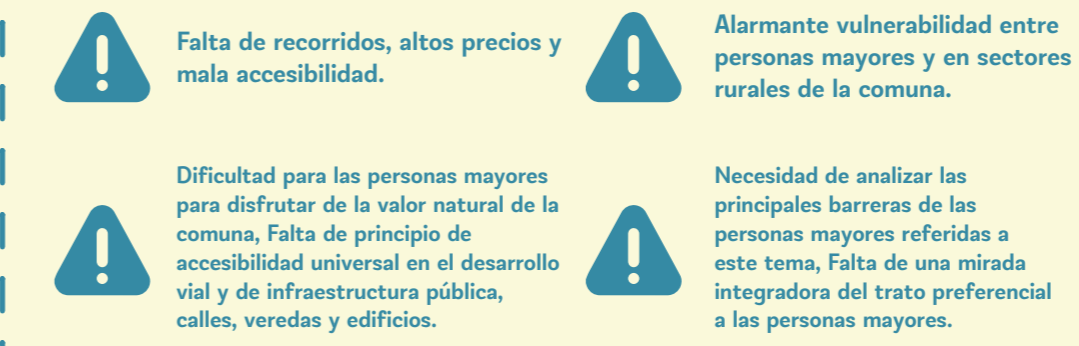 Falta de recorridos, altos precios y
mala accesibilidad.
Alarmante vulnerabilidad entre
personas mayores y en sectores
rurales de la comuna.
Dificultad para las personas mayores
para disfrutar de la valor natural de la
comuna, Falta de principio de
accesibilidad universal en el desarrollo
vial y de infraestructura pública,
calles, veredas y edificios.
Necesidad de analizar las
principales barreras de las
personas mayores referidas a
este tema, Falta de una mirada
integradora del trato preferencial
a las personas mayores.